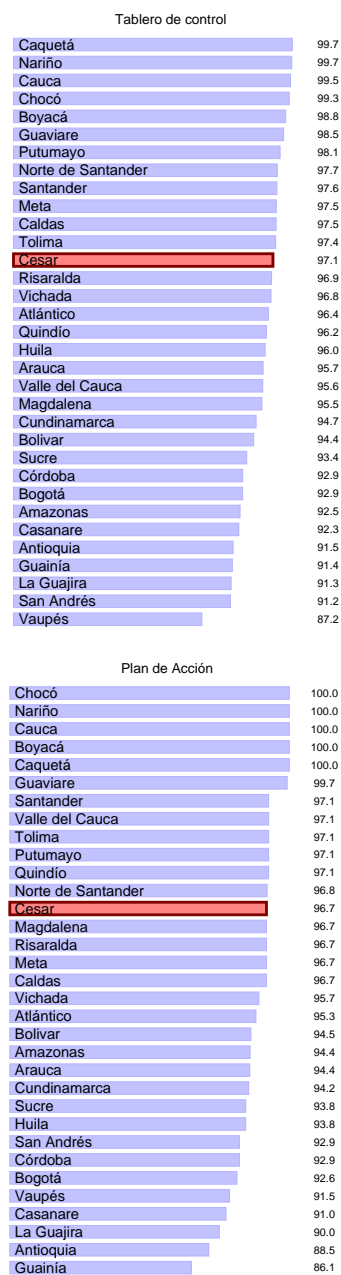 Tablero de control
Caquetá 99.7
Nariño 99.7
Cauca 99.5
Chocó 99.3
Boyacá 98.8
Guaviare 98.5
Putumayo 98.1
Norte de Santander 97.7
Santander 97.6
Meta 97.5
Caldas 97.5
Tolima 97.4
Cesar 97.1
Risaralda 96.9
Vichada 96.8
Atlántico 96.4
Quindío 96.2
Huila 96.0
Arauca 95.7
Valle del Cauca 95.6
Magdalena 95.5
Cundinamarca 94.7
Bolivar 94.4
Sucre 93.4
Córdoba 92.9
Bogotá 92.9
Amazonas 92.5
Casanare 92.3
Antioquia 91.5
Guainía 91.4
La Guajira 91.3
San Andrés 91.2
Vaupés 87.2
Plan de Acción
Chocó 100.0
Nariño 100.0
Cauca 100.0
Boyacá 100.0
Caquetá 100.0
Guaviare 99.7
Santander 97.1
Valle del Cauca 97.1
Tolima 97.1
Putumayo 97.1
Quindío 97.1
Norte de Santander 96.8
Cesar 96.7
Magdalena 96.7
Risaralda 96.7
Meta 96.7
Caldas 96.7
Vichada 95.7
Atlántico 95.3
Bolivar 94.5
Amazonas 94.4
Arauca 94.4
Cundinamarca 94.2
Sucre 93.8
Huila 93.8
San Andrés 92.9
Córdoba 92.9
Bogotá 92.6
Vaupés 91.5
Casanare 91.0
La Guajira 90.0
Antioquia 88.5
Guainía 86.1